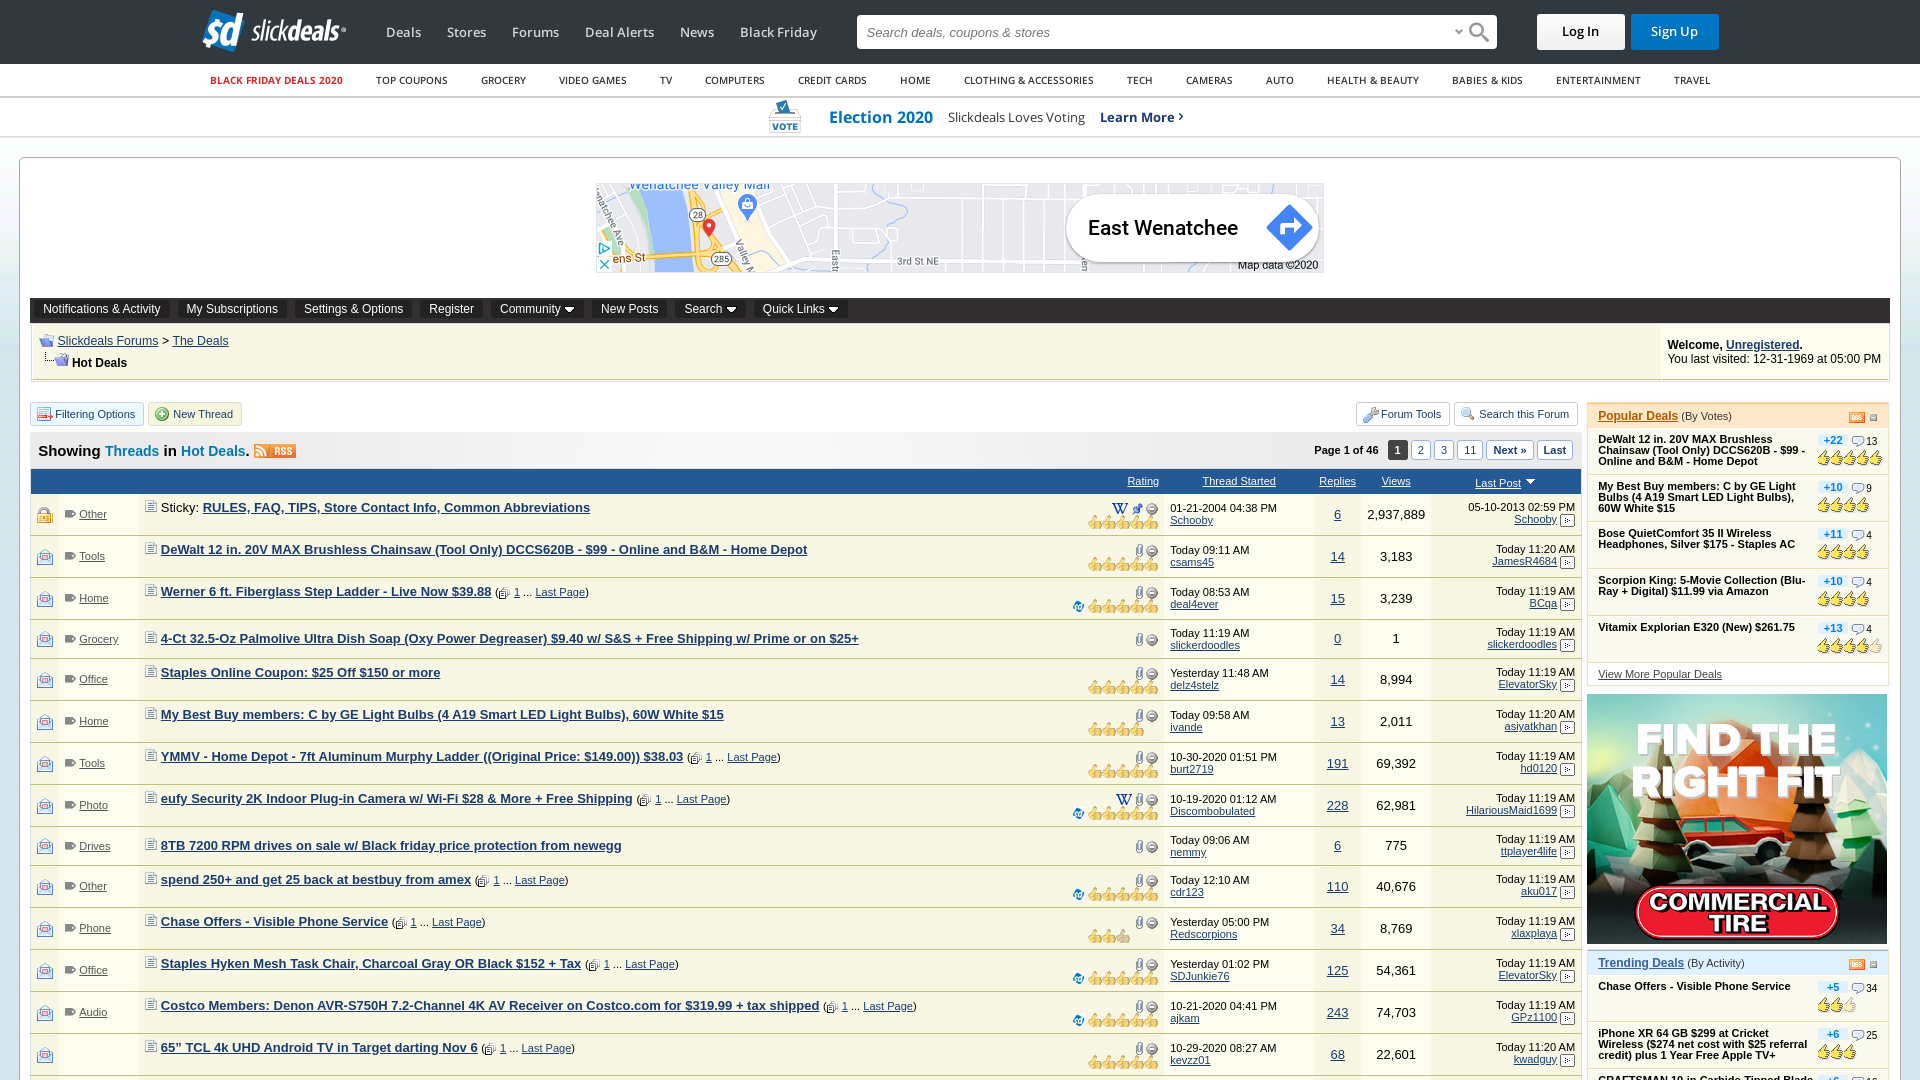 slickdeals
Deals Stores Forums Deal Alerts News Black Friday
Search deals, coupons & stores
Log In Sign Up
BLACK FRIDAY DEALS 2020 TOP COUPONS GROCERY VIDEO GAMES TV COMPUTERS CREDIT CARDS HOME CLOTHING & ACCESSORIES TECH CAMERAS AUTO HEALTH & BEAUTY BABIES & KIDS ENTERTAINMENT TRAVEL
VOTE Election 2020 Slickdeals Loves Voting Learn More
Wenatchee Valley Mall
28
East Wenatchee
285
3rd St NE
Map data ©2020
Notifications & Activity My Subscriptions Settings & Options Register Community New Posts Search Quick Links
Slickdeals Forums > The Deals
Hot Deals
Welcome, Unregistered.
You last visited: 12-31-1969 at 05:00 PM
Filtering Options New Thread Forum Tools Search this Forum
Showing Threads in Hot Deals. RSS
Page 1 of 46 1 2 3 11 Next » Last
Rating Thread Started Replies Views Last Post
Other Sticky: RULES, FAQ, TIPS, Store Contact Info, Common Abbreviations 01-21-2004 04:38 PM Schooby 6 2,937,889 05-10-2013 02:59 PM Schooby
Tools DeWalt 12 in. 20V MAX Brushless Chainsaw (Tool Only) DCCS620B - $99 - Online and B&M - Home Depot Today 09:11 AM csams45 14 3,183 Today 11:20 AM JamesR4684
Home Werner 6 ft. Fiberglass Step Ladder - Live Now $39.88 ( 1 ... Last Page) Today 08:53 AM deal4ever 15 3,239 Today 11:19 AM BCqa
Grocery 4-Ct 32.5-Oz Palmolive Ultra Dish Soap (Oxy Power Degreaser) $9.40 w/ S&S + Free Shipping w/ Prime or on $25+ Today 11:19 AM slickerdoodles 0 1 Today 11:19 AM slickerdoodles
Office Staples Online Coupon: $25 Off $150 or more Yesterday 11:48 AM delz4stelz 14 8,994 Today 11:19 AM ElevatorSky
Home My Best Buy members: C by GE Light Bulbs (4 A19 Smart LED Light Bulbs), 60W White $15 Today 09:58 AM ivande 13 2,011 Today 11:20 AM asiyatkhan
Tools YMMV - Home Depot - 7ft Aluminum Murphy Ladder ((Original Price: $149.00)) $38.03 ( 1 ... Last Page) 10-30-2020 01:51 PM burt2719 191 69,392 Today 11:19 AM hd0120
Photo eufy Security 2K Indoor Plug-in Camera w/ Wi-Fi $28 & More + Free Shipping ( 1 ... Last Page) 10-19-2020 01:12 AM Discombobulated 228 62,981 Today 11:19 AM HilariousMaid1699
Drives 8TB 7200 RPM drives on sale w/ Black friday price protection from newegg Today 09:06 AM nemmy 6 775 Today 11:19 AM ttplayer4life
Other spend 250+ and get 25 back at bestbuy from amex ( 1 ... Last Page) Today 12:10 AM cdr123 110 40,676 Today 11:19 AM aku017
Phone Chase Offers - Visible Phone Service ( 1 ... Last Page) Yesterday 05:00 PM Redscorpions 34 8,769 Today 11:19 AM xlaxplaya
Office Staples Hyken Mesh Task Chair, Charcoal Gray OR Black $152 + Tax ( 1 ... Last Page) Yesterday 01:02 PM SDJunkie76 125 54,361 Today 11:19 AM ElevatorSky
Audio Costco Members: Denon AVR-S750H 7.2-Channel 4K AV Receiver on Costco.com for $319.99 + tax shipped ( 1 ... Last Page) 10-21-2020 04:41 PM ajkam 243 74,703 Today 11:19 AM GPz1100
65” TCL 4k UHD Android TV in Target darting Nov 6 ( 1 ... Last Page) 10-29-2020 08:27 AM kevzz01 68 22,601 Today 11:20 AM kwadguy
Popular Deals (By Votes) RSS
DeWalt 12 in. 20V MAX Brushless +22 13
Chainsaw (Tool Only) DCCS620B - $99 -
Online and B&M - Home Depot
My Best Buy members: C by GE Light +10 9
Bulbs (4 A19 Smart LED Light Bulbs),
60W White $15
Bose QuietComfort 35 II Wireless +11 4
Headphones, Silver $175 - Staples AC
Scorpion King: 5-Movie Collection (Blu- +10 4
Ray + Digital) $11.99 via Amazon
Vitamix Explorian E320 (New) $261.75 +13 4
View More Popular Deals
FIND THE
RIGHT FIT
COMMERCIAL
TIRE
Trending Deals (By Activity) RSS
Chase Offers - Visible Phone Service +5 34
iPhone XR 64 GB $299 at Cricket +6 25
Wireless ($274 net cost with $25 referral
credit) plus 1 Year Free Apple TV+